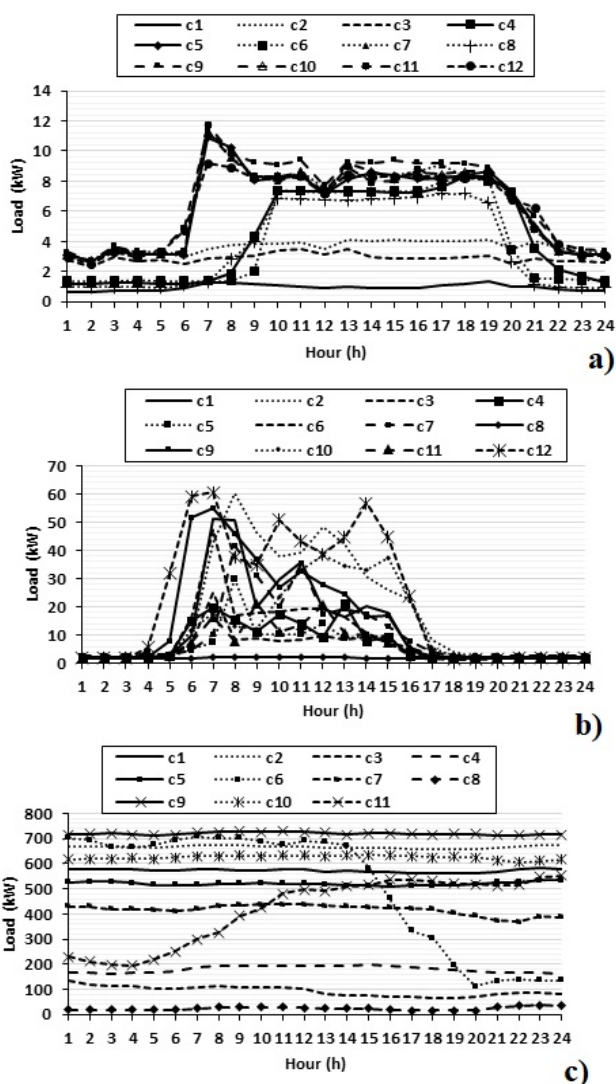 c1 c2 c3 c4
c5 c6 c7 c8
c9 c10 c11 c12
14
12
10
8
6
4
2
0
Load (kW)
1 2 3 4 5 6 7 8 9 10 11 12 13 14 15 16 17 18 19 20 21 22 23 24
Hour (h)
a)
c1 c2 c3 c4
c5 c6 c7 c8
c9 c10 c11 c12
70
60
50
40
30
20
10
0
Load (kW)
1 2 3 4 5 6 7 8 9 10 11 12 13 14 15 16 17 18 19 20 21 22 23 24
Hour (h)
b)
c1 c2 c3 c4
c5 c6 c7 c8
c9 c10 c11
800
700
600
500
400
300
200
100
0
Load (kW)
1 2 3 4 5 6 7 8 9 10 11 12 13 14 15 16 17 18 19 20 21 22 23 24
Hour (h)
c)